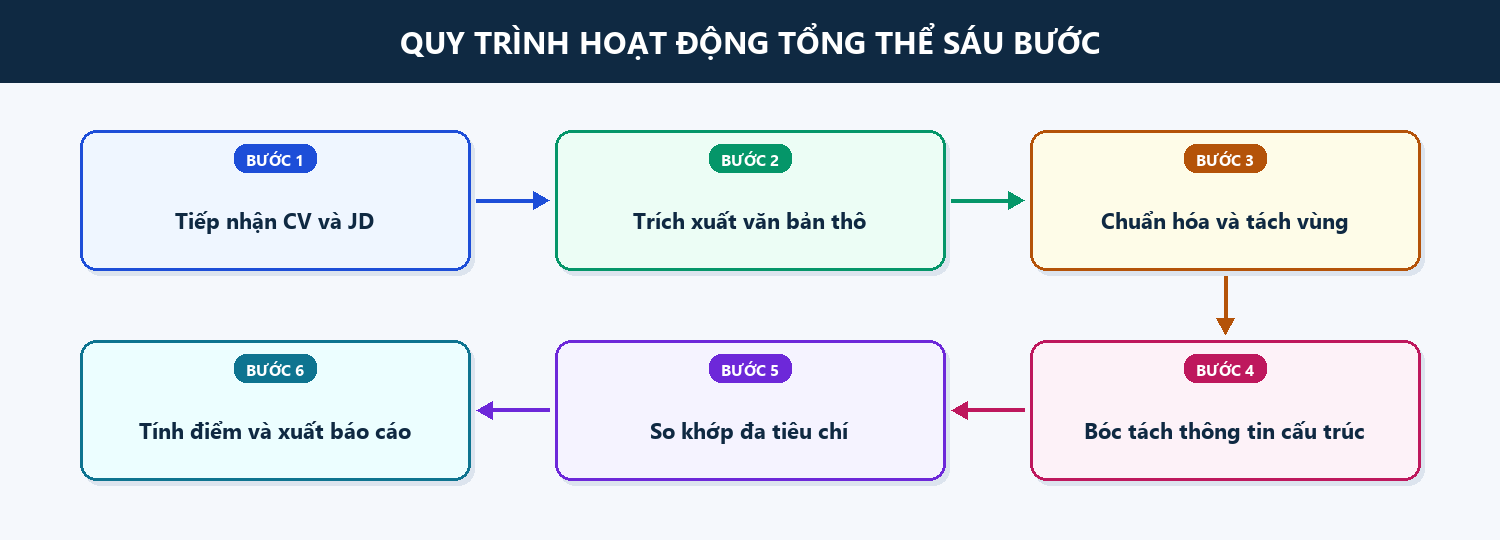 QUY TRÌNH HOẠT ĐỘNG TỔNG THỂ SÁU BƯỚC
BƯỚC 1
Tiếp nhận CV và JD
BƯỚC 2
Trích xuất văn bản thô
BƯỚC 3
Chuẩn hóa và tách vùng
BƯỚC 4
Bóc tách thông tin cấu trúc
BƯỚC 5
So khớp đa tiêu chí
BƯỚC 6
Tính điểm và xuất báo cáo